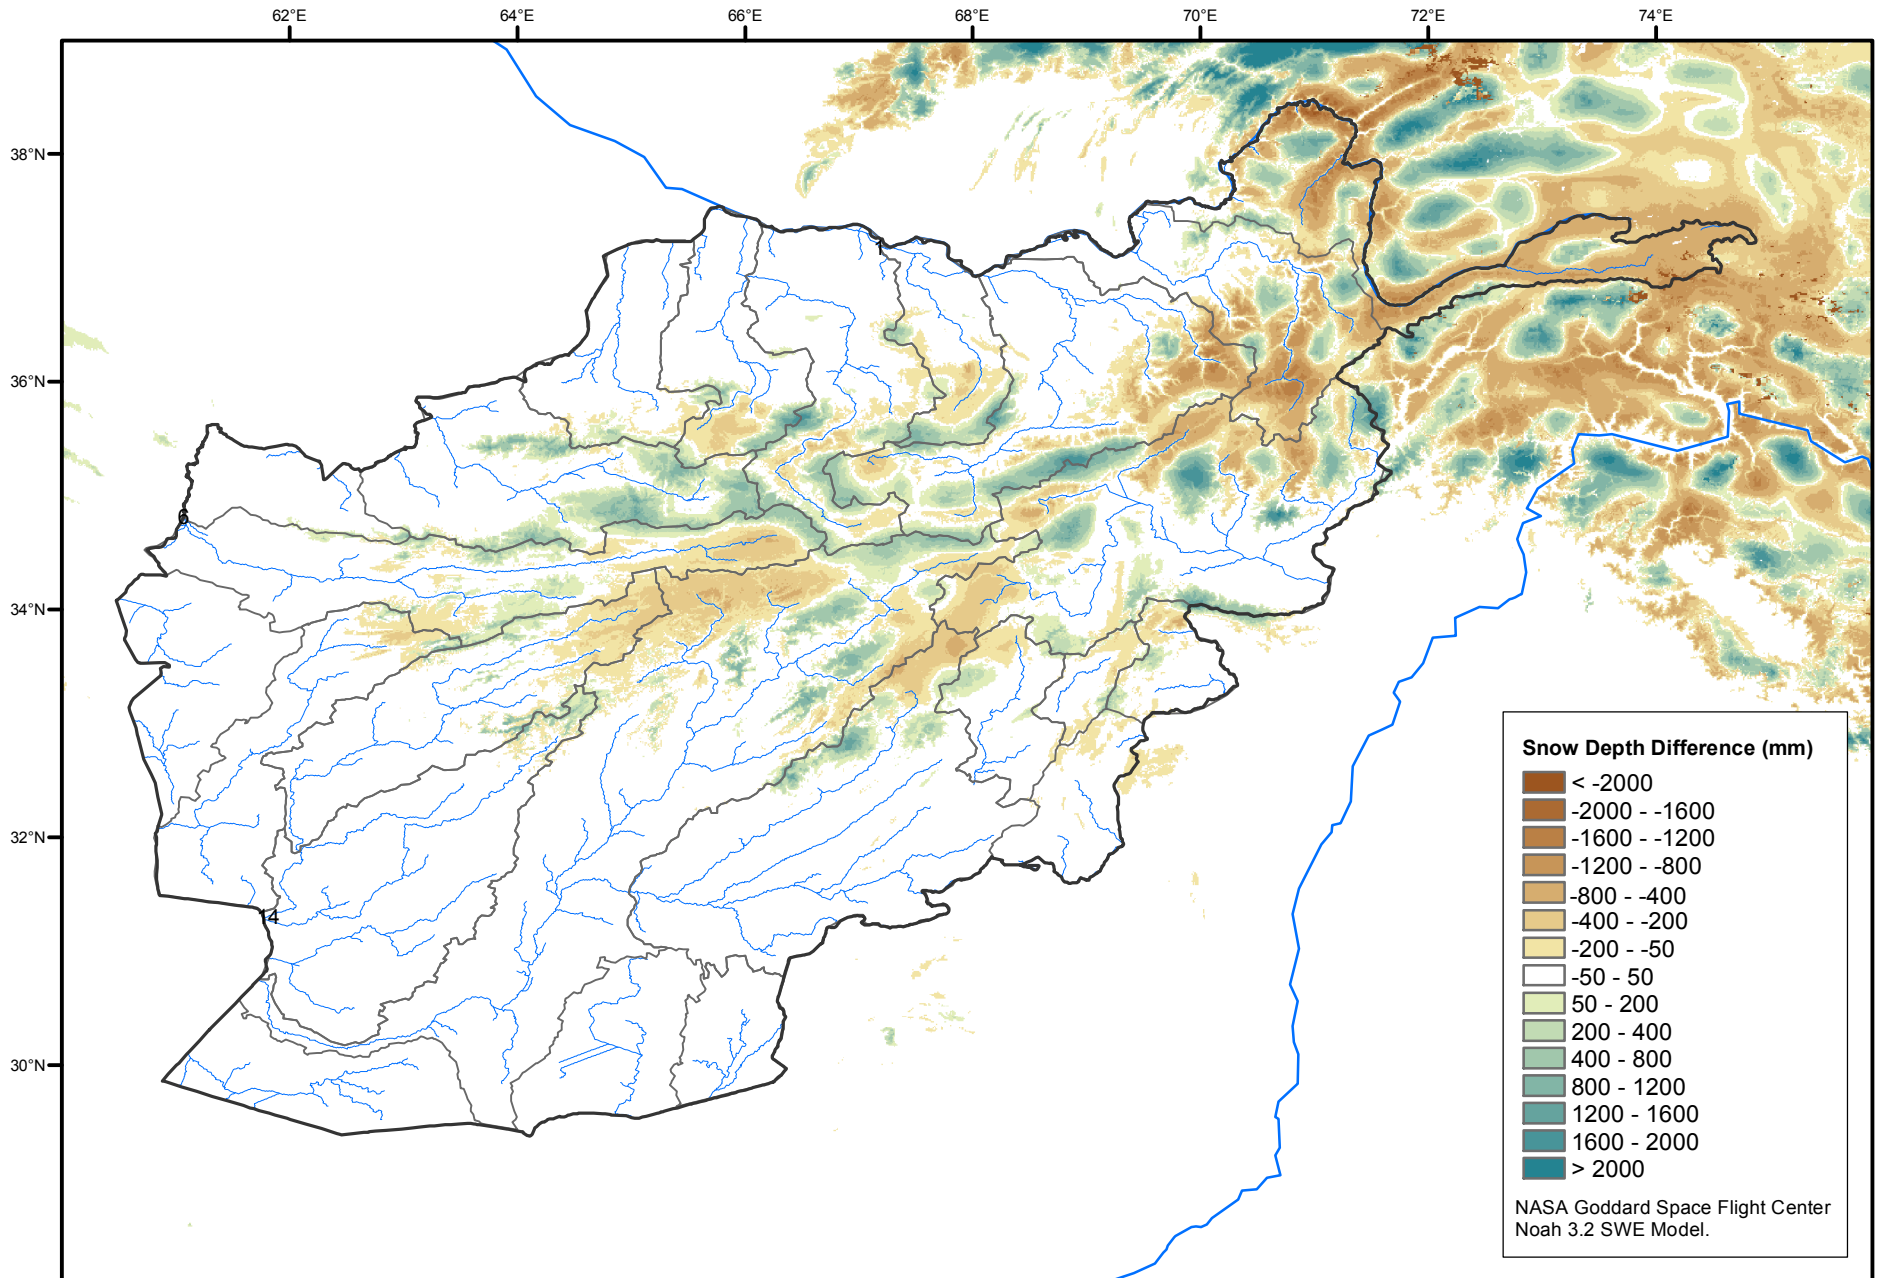 62°E 64°E 66°E 68°E 70°E 72°E 74°E
38°N
1
36°N
6
34°N
32°N
14
30°N
Snow Depth Difference (mm)
< -2000
-2000 - -1600
-1600 - -1200
-1200 - -800
-800 - -400
-400 - -200
-200 - -50
-50 - 50
50 - 200
200 - 400
400 - 800
800 - 1200
1200 - 1600
1600 - 2000
> 2000
NASA Goddard Space Flight Center
Noah 3.2 SWE Model.